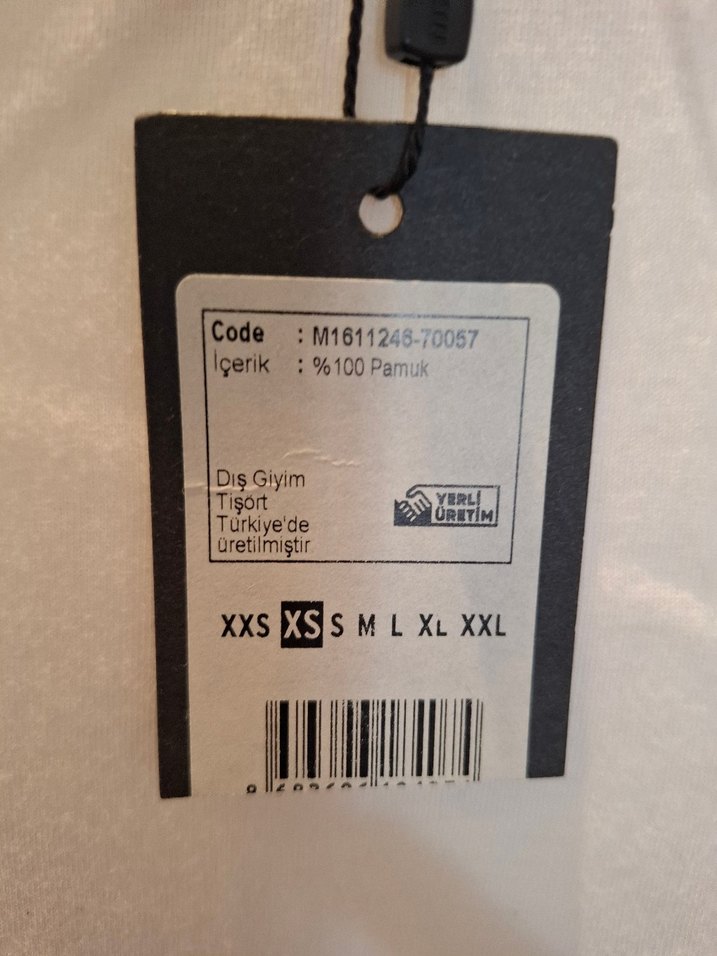 Code : M1611246-70057
İçerik : %100 Pamuk
Dış Giyim
Tişört
Türkiye'de
üretilmiştir
YERLİ
ÜRETİM
XXS XS S M L XL XXL